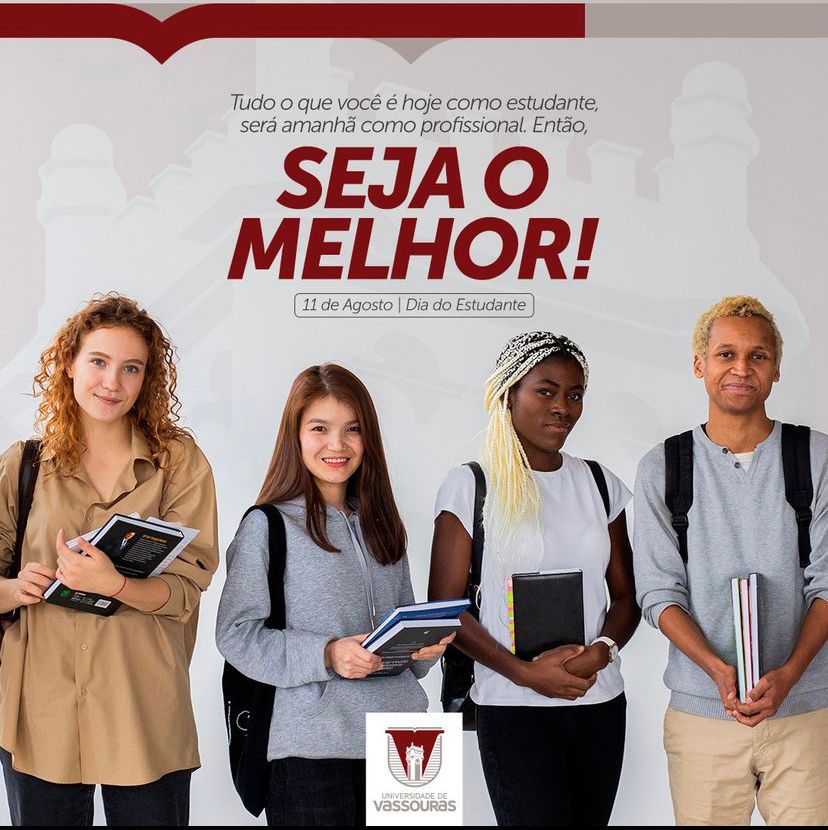 Tudo o que você é hoje como estudante,
será amanhã como profissional. Então,
SEJA O
MELHOR!
11 de Agosto | Dia do Estudante
UNIVERSIDADE DE
VASSOURAS